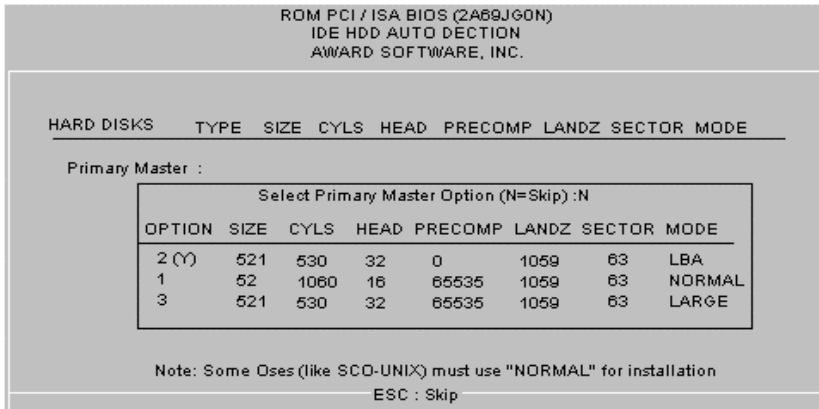 ROM PCI / ISA BIOS (2A69JG0N)
IDE HDD AUTO DECTION
AWARD SOFTWARE, INC.
HARD DISKS TYPE SIZE CYLS HEAD PRECOMP LANDZ SECTOR MODE
Primary Master :
Select Primary Master Option (N=Skip) :N
OPTION SIZE CYLS HEAD PRECOMP LANDZ SECTOR MODE
2 (Y) 521 530 32 0 1059 63 LBA
1 52 1060 16 65535 1059 63 NORMAL
3 521 530 32 65535 1059 63 LARGE
Note: Some Oses (like SCO-UNIX) must use "NORMAL" for installation
ESC : Skip